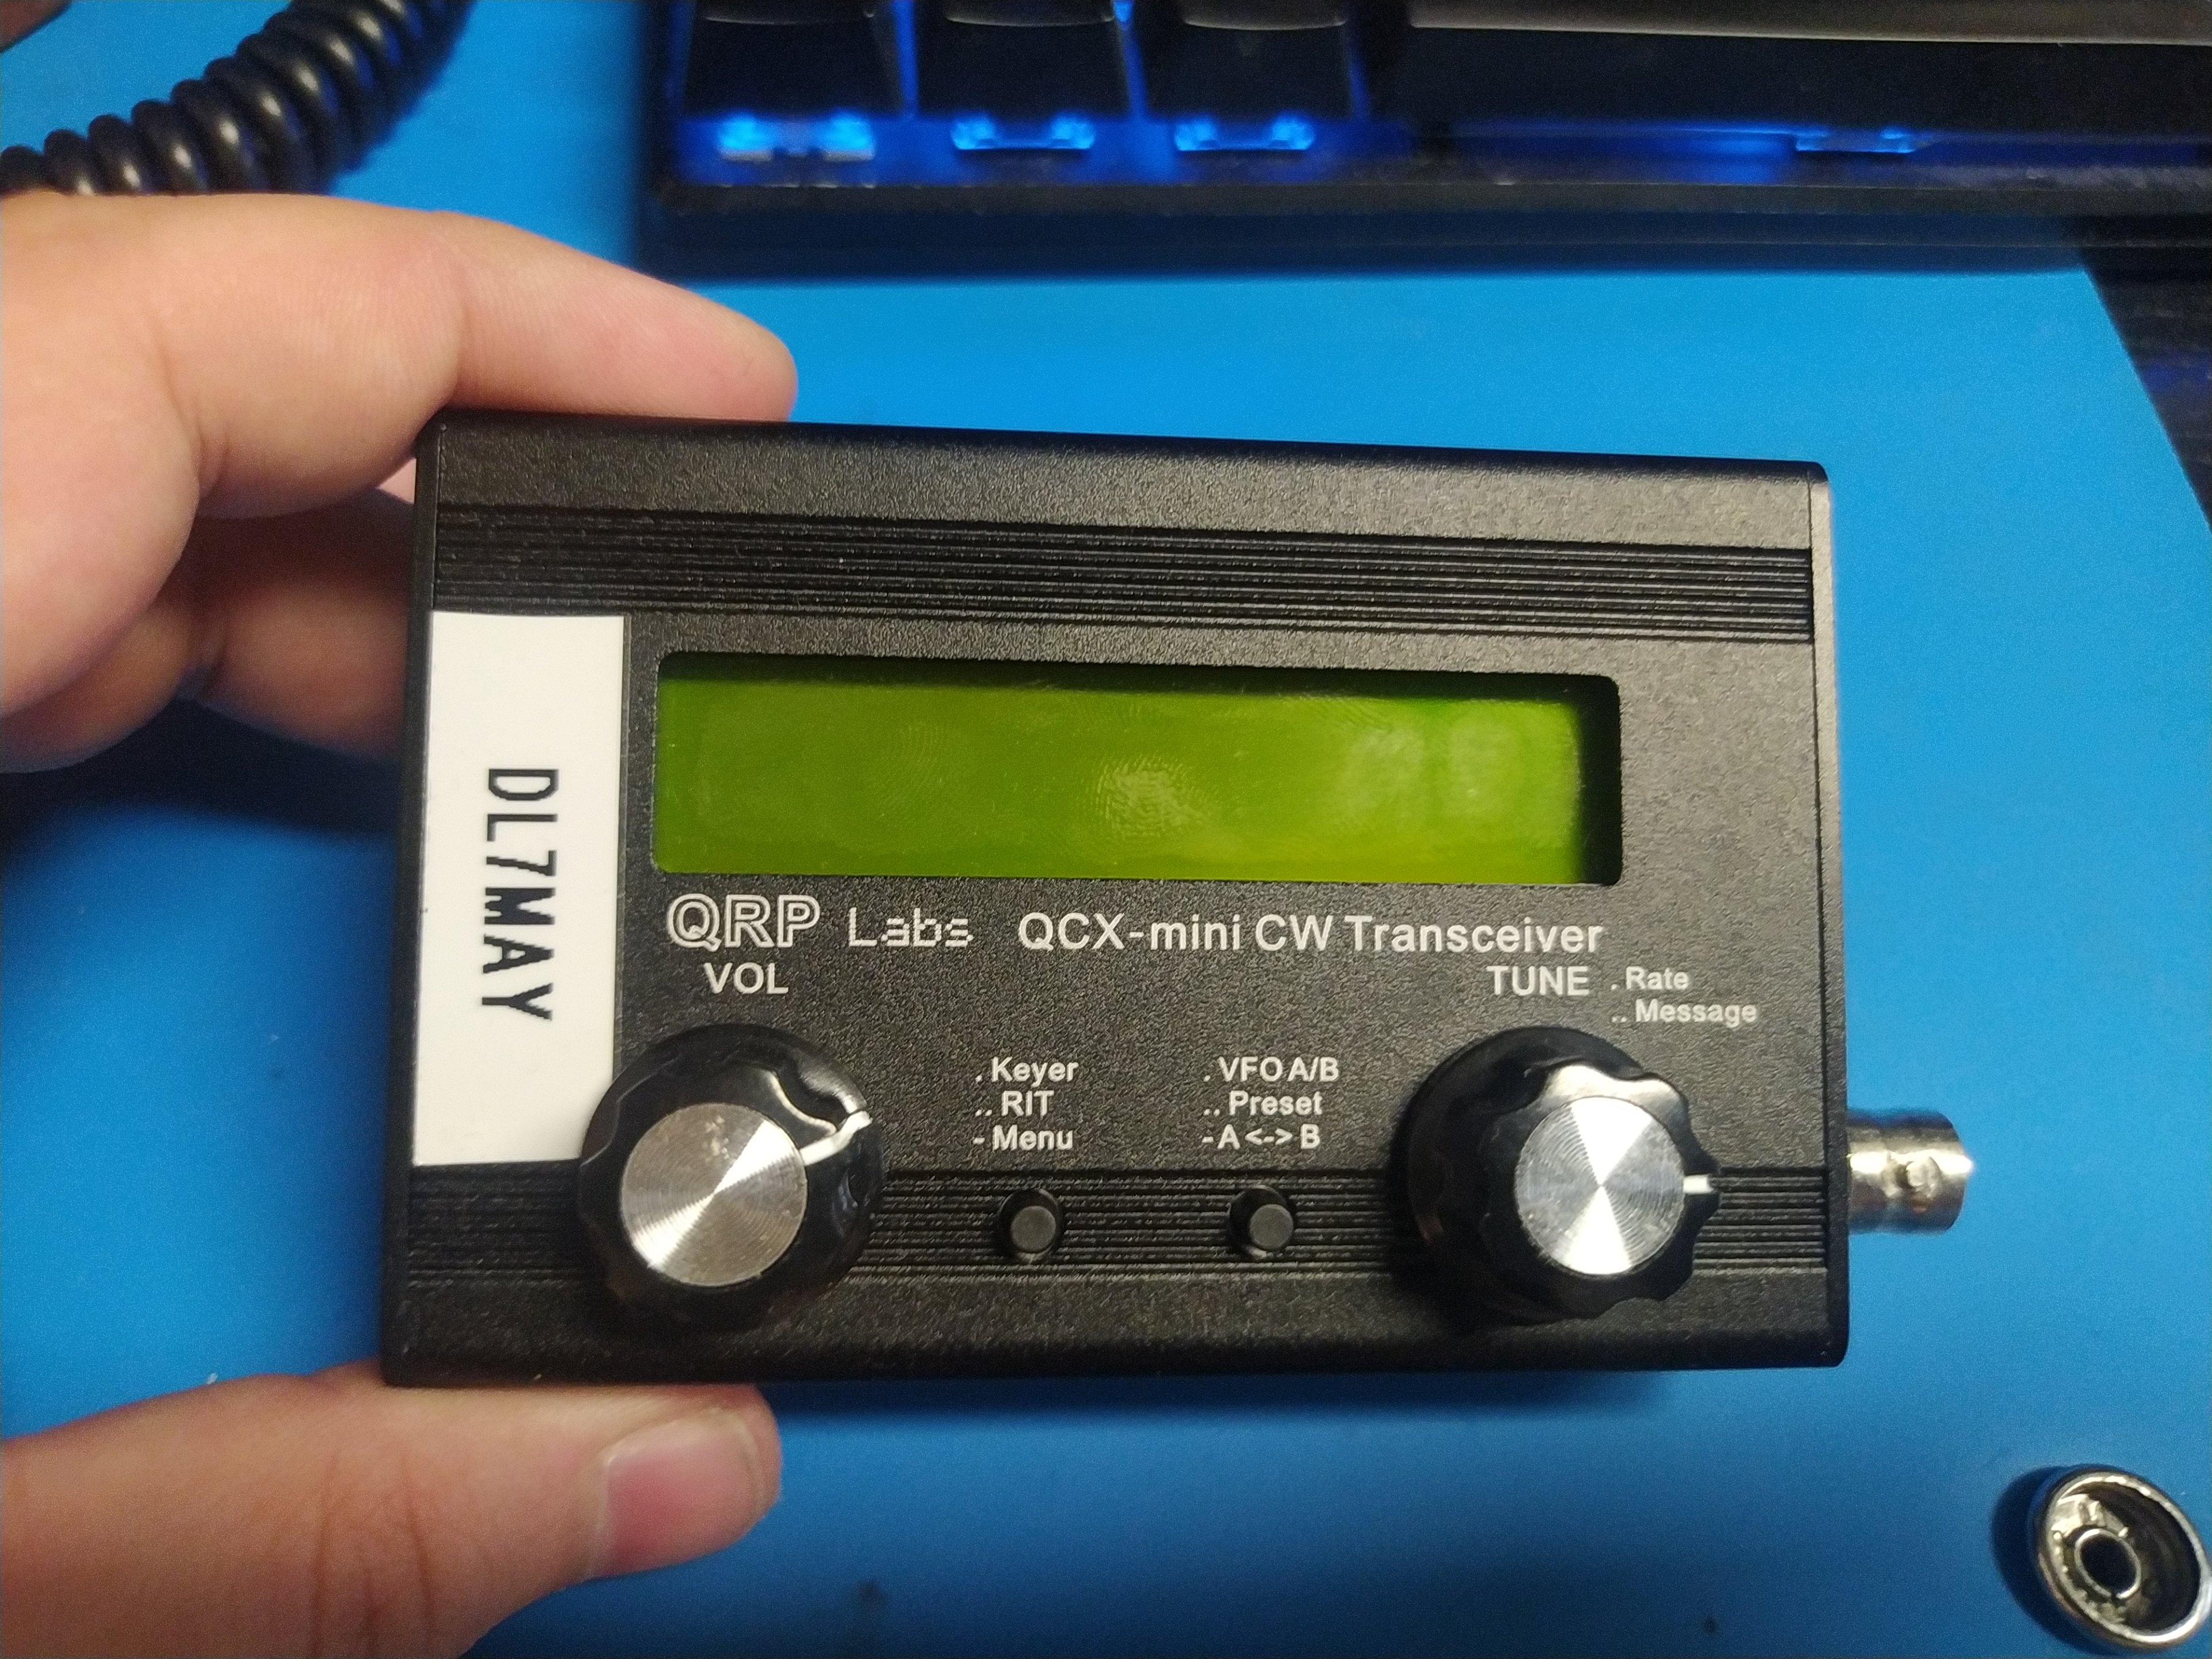 DL7MAY
QRP Labs QCX-mini CW Transceiver
VOL
TUNE . Rate
.. Message
. Keyer
.. RIT
- Menu
. VFO A/B
.. Preset
- A <-> B